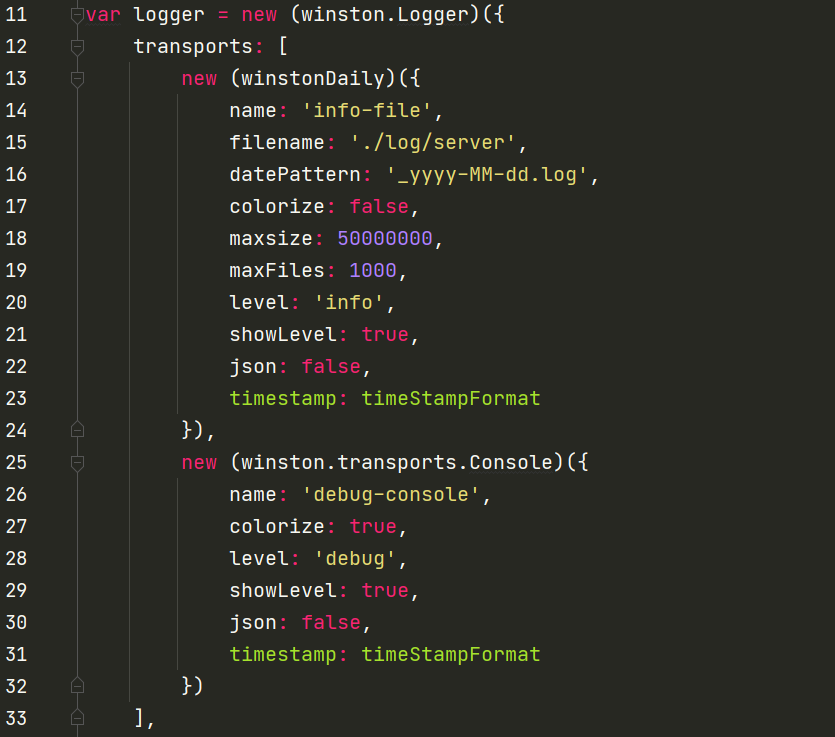 11 var logger = new (winston.Logger)({
12     transports: [
13         new (winstonDaily)({
14             name: 'info-file',
15             filename: './log/server',
16             datePattern: '_yyyy-MM-dd.log',
17             colorize: false,
18             maxsize: 50000000,
19             maxFiles: 1000,
20             level: 'info',
21             showLevel: true,
22             json: false,
23             timestamp: timeStampFormat
24         }),
25         new (winston.transports.Console)({
26             name: 'debug-console',
27             colorize: true,
28             level: 'debug',
29             showLevel: true,
30             json: false,
31             timestamp: timeStampFormat
32         })
33     ],